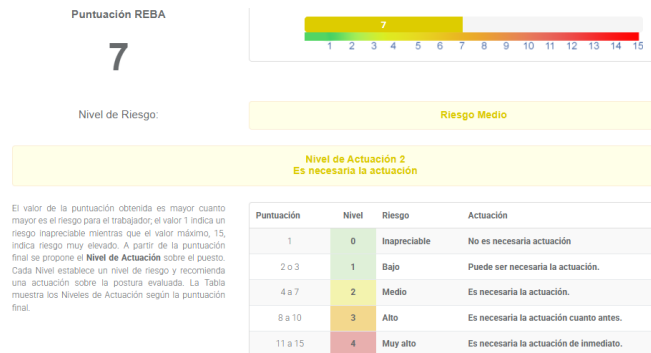 Puntuación REBA
7
7
1 2 3 4 5 6 7 8 9 10 11 12 13 14 15
Nivel de Riesgo:
Riesgo Medio
Nivel de Actuación 2
Es necesaria la actuación
El valor de la puntuación obtenida es mayor cuanto
mayor es el riesgo para el trabajador; el valor 1 indica un
riesgo inapreciable mientras que el valor máximo, 15,
indica riesgo muy elevado. A partir de la puntuación
final se propone el Nivel de Actuación sobre el puesto.
Cada Nivel establece un nivel de riesgo y recomienda
una actuación sobre la postura evaluada. La Tabla
muestra los Niveles de Actuación según la puntuación
final.
Puntuación Nivel Riesgo Actuación
1 0 Inapreciable No es necesaria actuación
2 o 3 1 Bajo Puede ser necesaria la actuación.
4 a 7 2 Medio Es necesaria la actuación.
8 a 10 3 Alto Es necesaria la actuación cuanto antes.
11 a 15 4 Muy alto Es necesaria la actuación de inmediato.